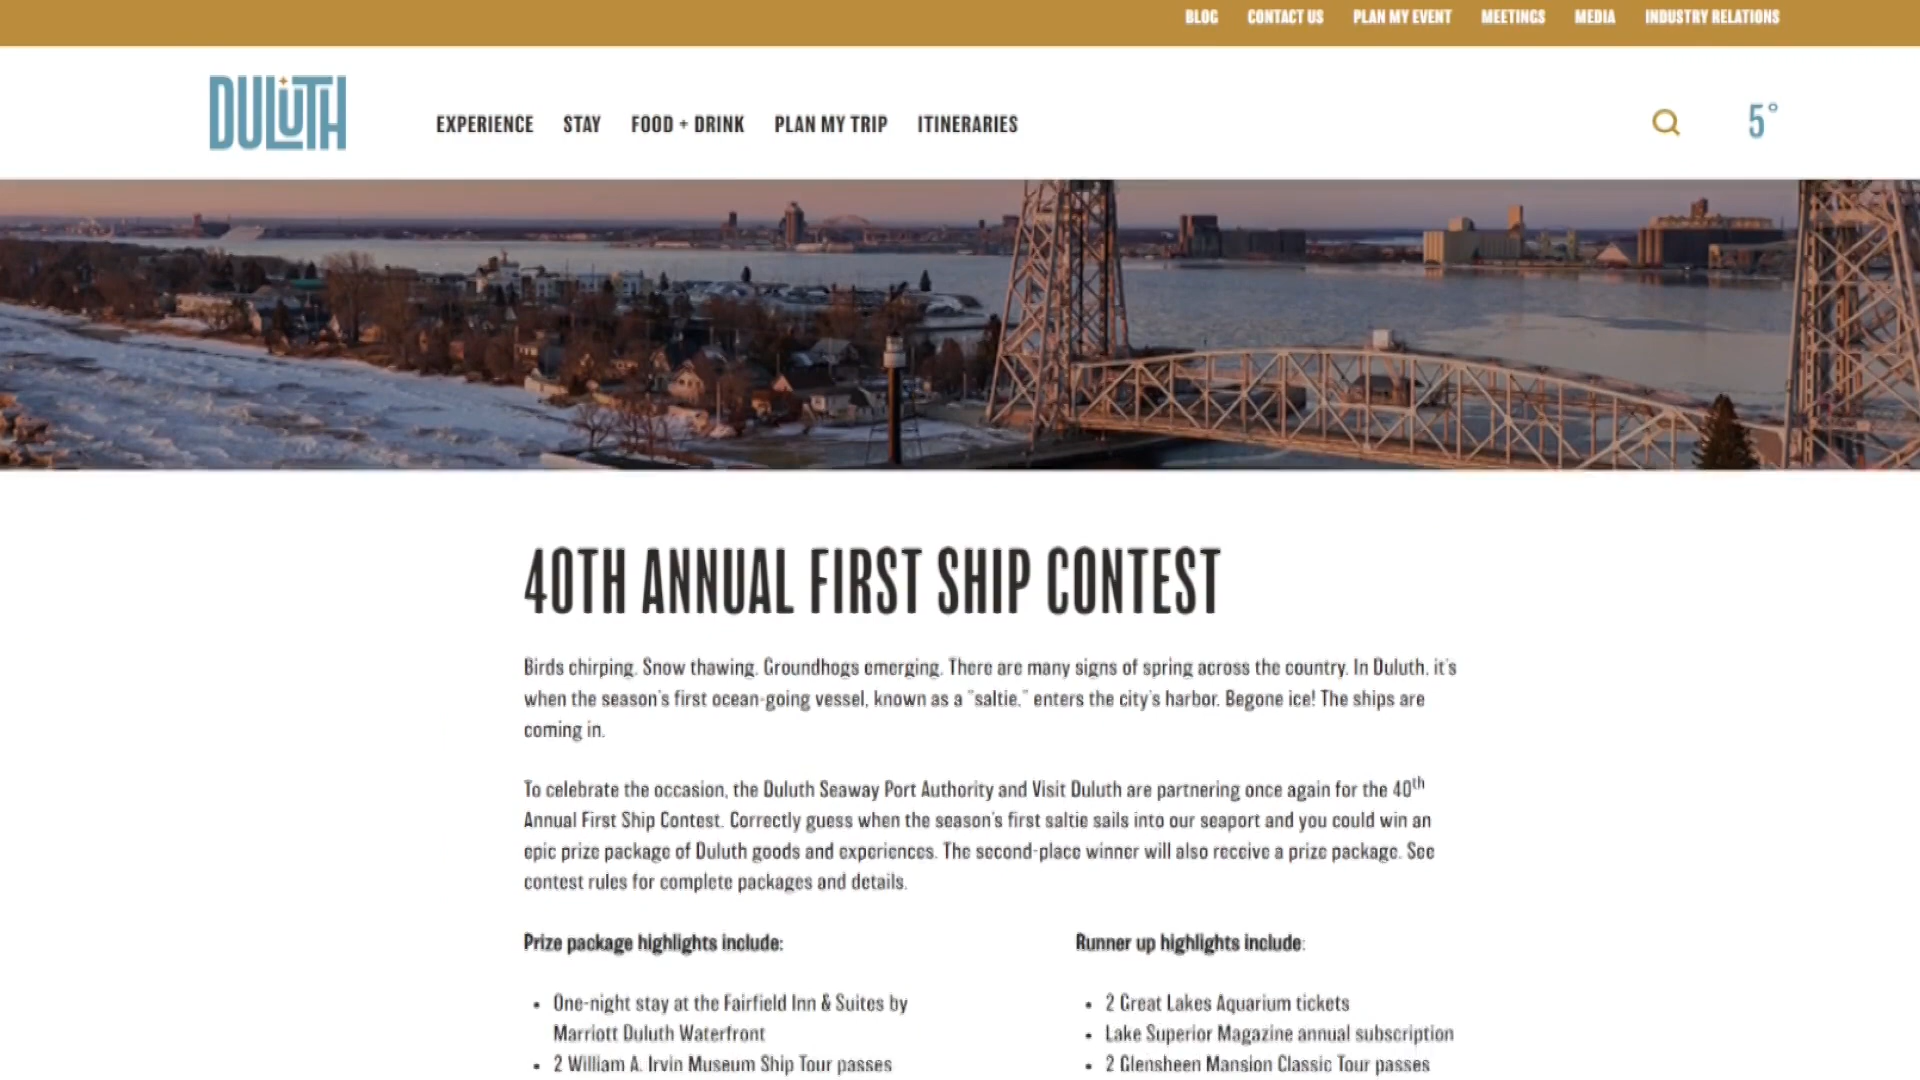 BLOG CONTACT US PLAN MY EVENT MEETINGS MEDIA INDUSTRY RELATIONS
DULUTH
EXPERIENCE STAY FOOD + DRINK PLAN MY TRIP ITINERARIES
5°
40TH ANNUAL FIRST SHIP CONTEST
Birds chirping. Snow thawing. Groundhogs emerging. There are many signs of spring across the country. In Duluth, it's
when the season's first ocean-going vessel, known as a "saltie," enters the city's harbor. Begone ice! The ships are
coming in.
To celebrate the occasion, the Duluth Seaway Port Authority and Visit Duluth are partnering once again for the 40th
Annual First Ship Contest. Correctly guess when the season's first saltie sails into our seaport and you could win an
epic prize package of Duluth goods and experiences. The second-place winner will also receive a prize package. See
contest rules for complete packages and details.
Prize package highlights include:
• One-night stay at the Fairfield Inn & Suites by
Marriott Duluth Waterfront
• 2 William A. Irvin Museum Ship Tour passes
Runner up highlights include:
• 2 Great Lakes Aquarium tickets
• Lake Superior Magazine annual subscription
• 2 Glensheen Mansion Classic Tour passes